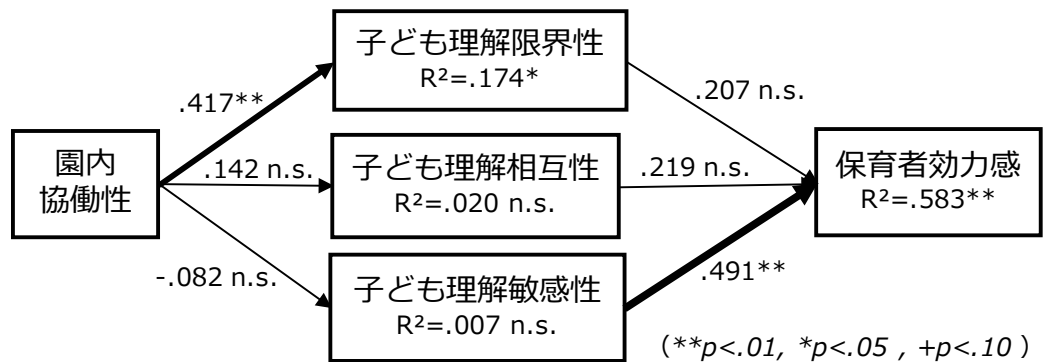 子ども理解限界性
R²=.174*
.417**
.207 n.s.
園内
協働性
.142 n.s.
子ども理解相互性
R²=.020 n.s.
.219 n.s.
保育者効力感
R²=.583**
-.082 n.s.
子ども理解敏感性
R²=.007 n.s.
.491**
（**p<.01, *p<.05 , +p<.10 ）